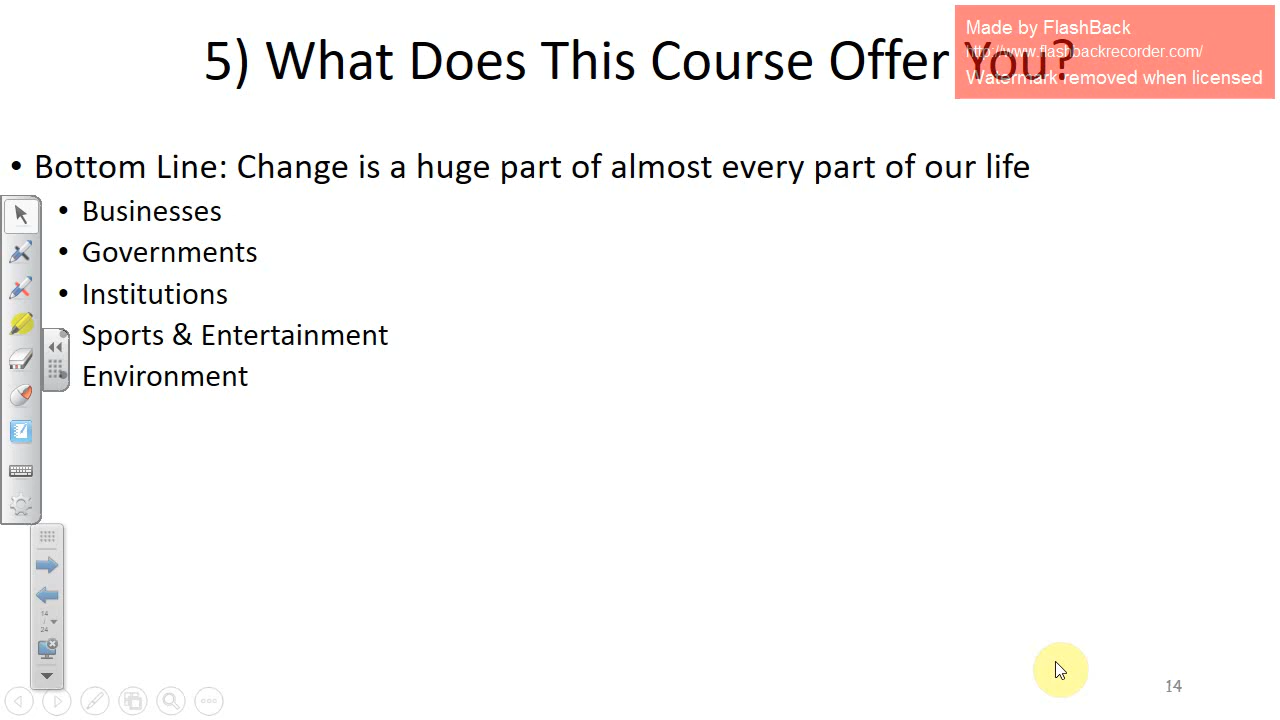 5) What Does This Course Offer You?
Made by FlashBack
http://www.flashbackrecorder.com/
Watermark removed when licensed
• Bottom Line: Change is a huge part of almost every part of our life
• Businesses
• Governments
• Institutions
Sports & Entertainment
Environment
14
/
24
14